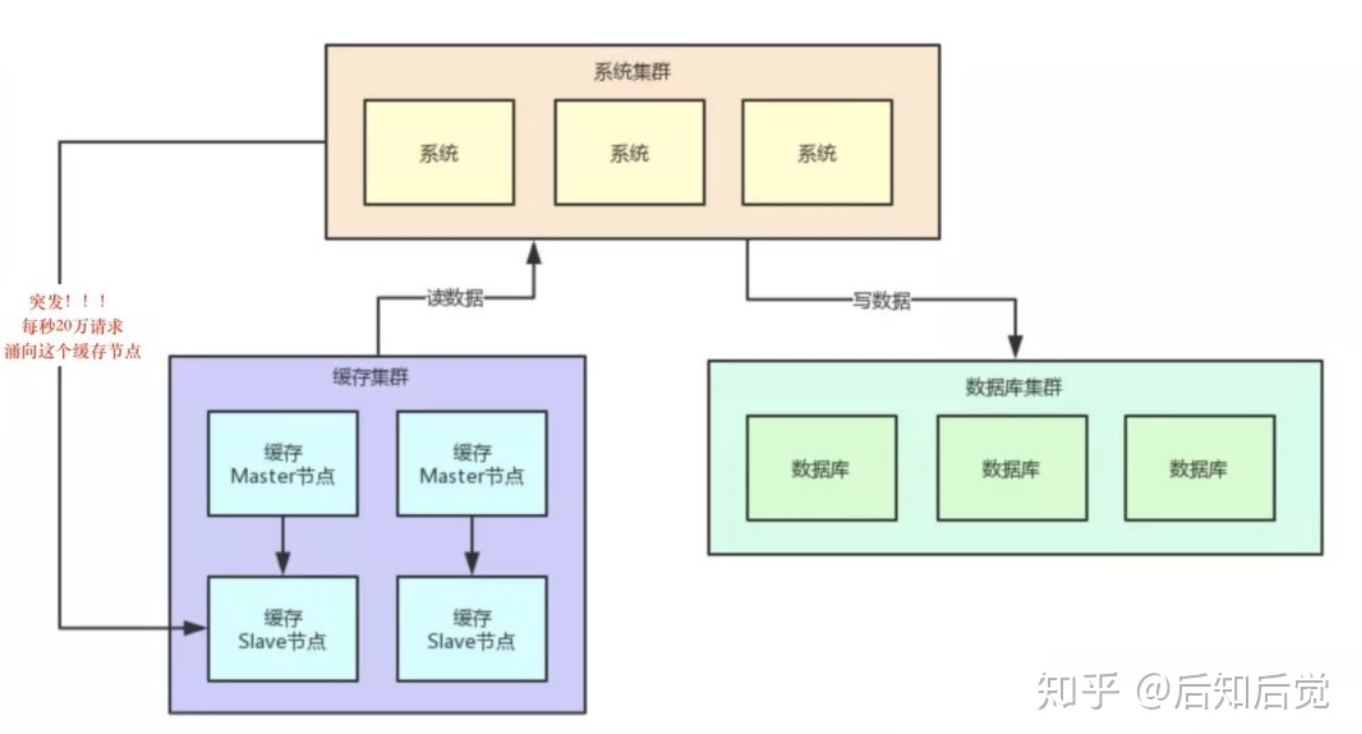 系统集群
系统
系统
系统
突发！！！
每秒20万请求
涌向这个缓存节点
读数据
写数据
缓存集群
缓存
Master节点
缓存
Master节点
缓存
Slave节点
缓存
Slave节点
数据库集群
数据库
数据库
数据库
知乎 @后知后觉